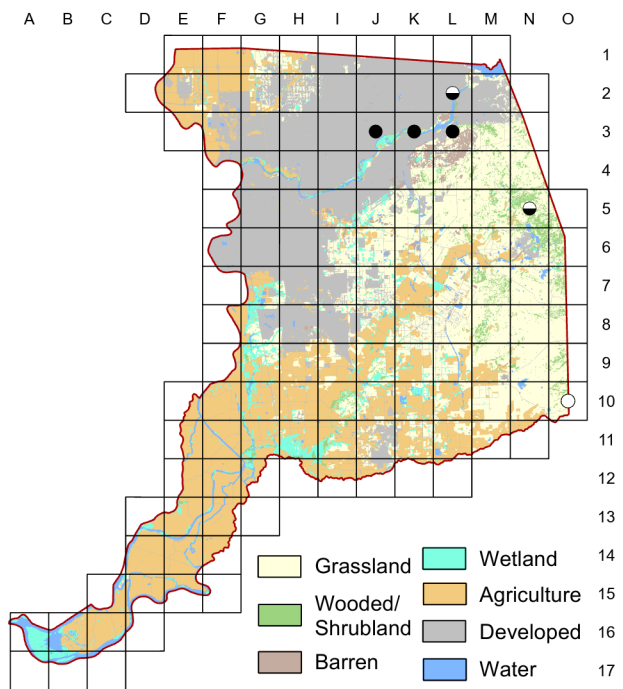 A B C D E F G H I J K L M N O
1
2
3
4
5
6
7
8
9
10
11
12
13
14
15
16
17
Grassland
Wooded/
Shrubland
Barren
Wetland
Agriculture
Developed
Water